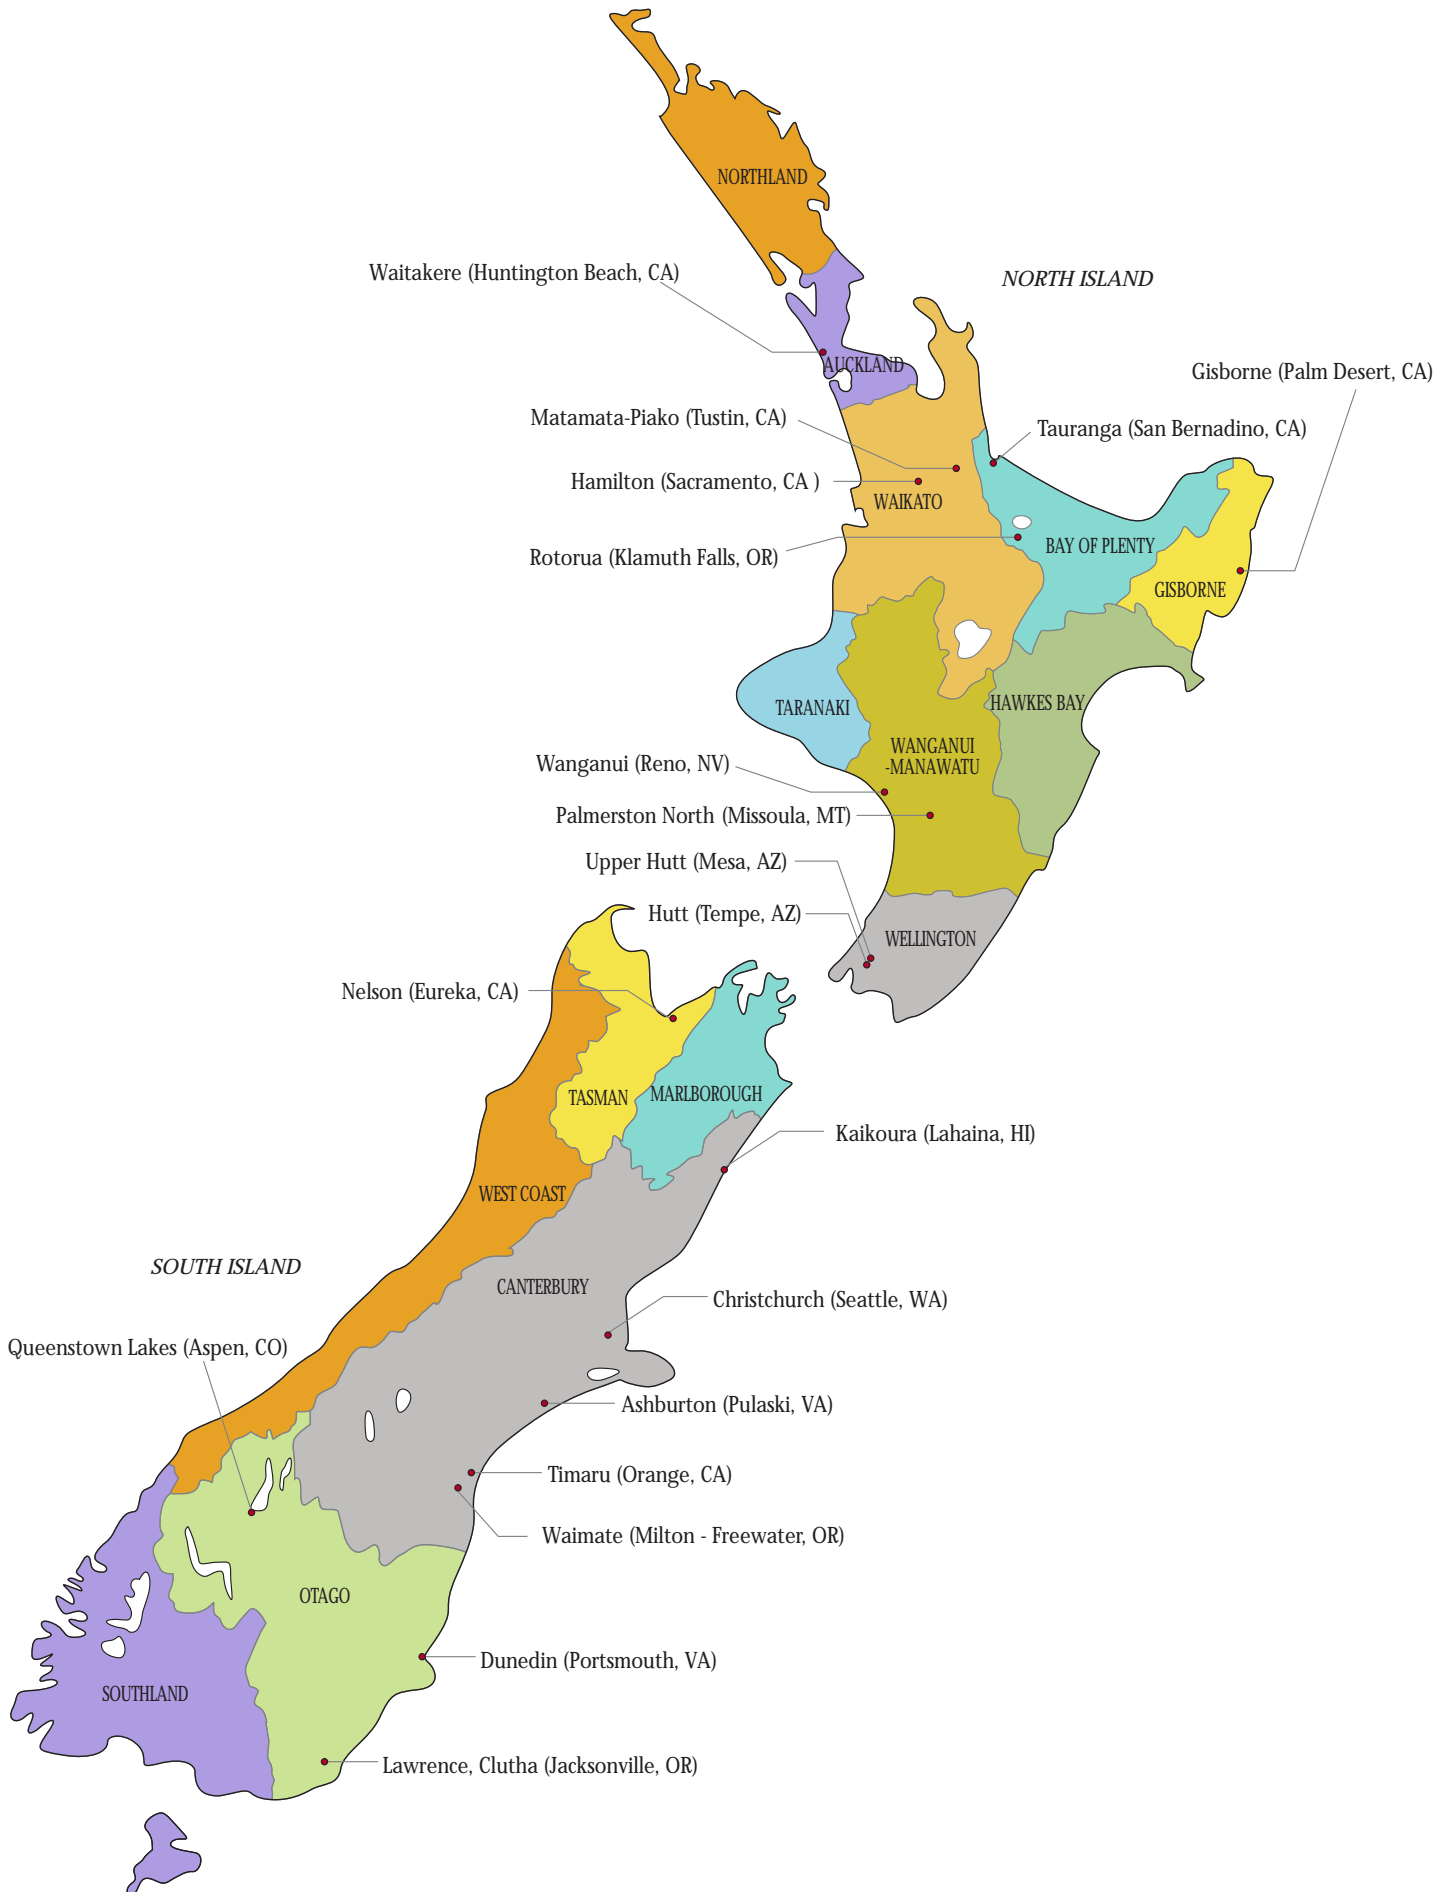 NORTHLAND
Waitakere (Huntington Beach, CA)
NORTH ISLAND
AUCKLAND
Gisborne (Palm Desert, CA)
Matamata-Piako (Tustin, CA)
Tauranga (San Bernadino, CA)
Hamilton (Sacramento, CA )
WAIKATO
Rotorua (Klamuth Falls, OR)
BAY OF PLENTY
GISBORNE
TARANAKI
HAWKES BAY
WANGANUI
-MANAWATU
Wanganui (Reno, NV)
Palmerston North (Missoula, MT)
Upper Hutt (Mesa, AZ)
Hutt (Tempe, AZ)
WELLINGTON
Nelson (Eureka, CA)
TASMAN
MARLBOROUGH
Kaikoura (Lahaina, HI)
WEST COAST
SOUTH ISLAND
CANTERBURY
Christchurch (Seattle, WA)
Queenstown Lakes (Aspen, CO)
Ashburton (Pulaski, VA)
Timaru (Orange, CA)
Waimate (Milton - Freewater, OR)
OTAGO
Dunedin (Portsmouth, VA)
SOUTHLAND
Lawrence, Clutha (Jacksonville, OR)